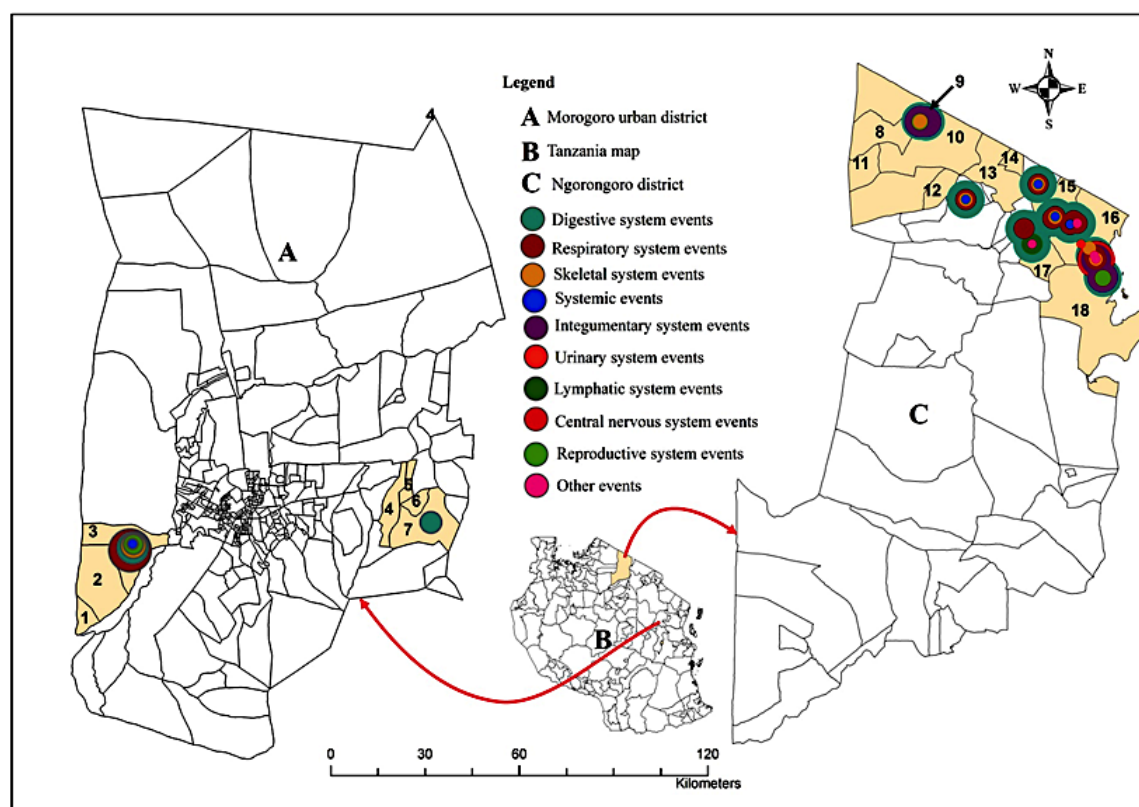 Legend
A Morogoro urban district
B Tanzania map
C Ngorongoro district
Digestive system events
Respiratory system events
Skeletal system events
Systemic events
Integumentary system events
Urinary system events
Lymphatic system events
Central nervous system events
Reproductive system events
Other events
4
A
3
2
1
5
4
6
7
B
N
W E
S
9
8
10
11
14
13
12
15
16
17
18
C
0 30 60 120
Kilometers